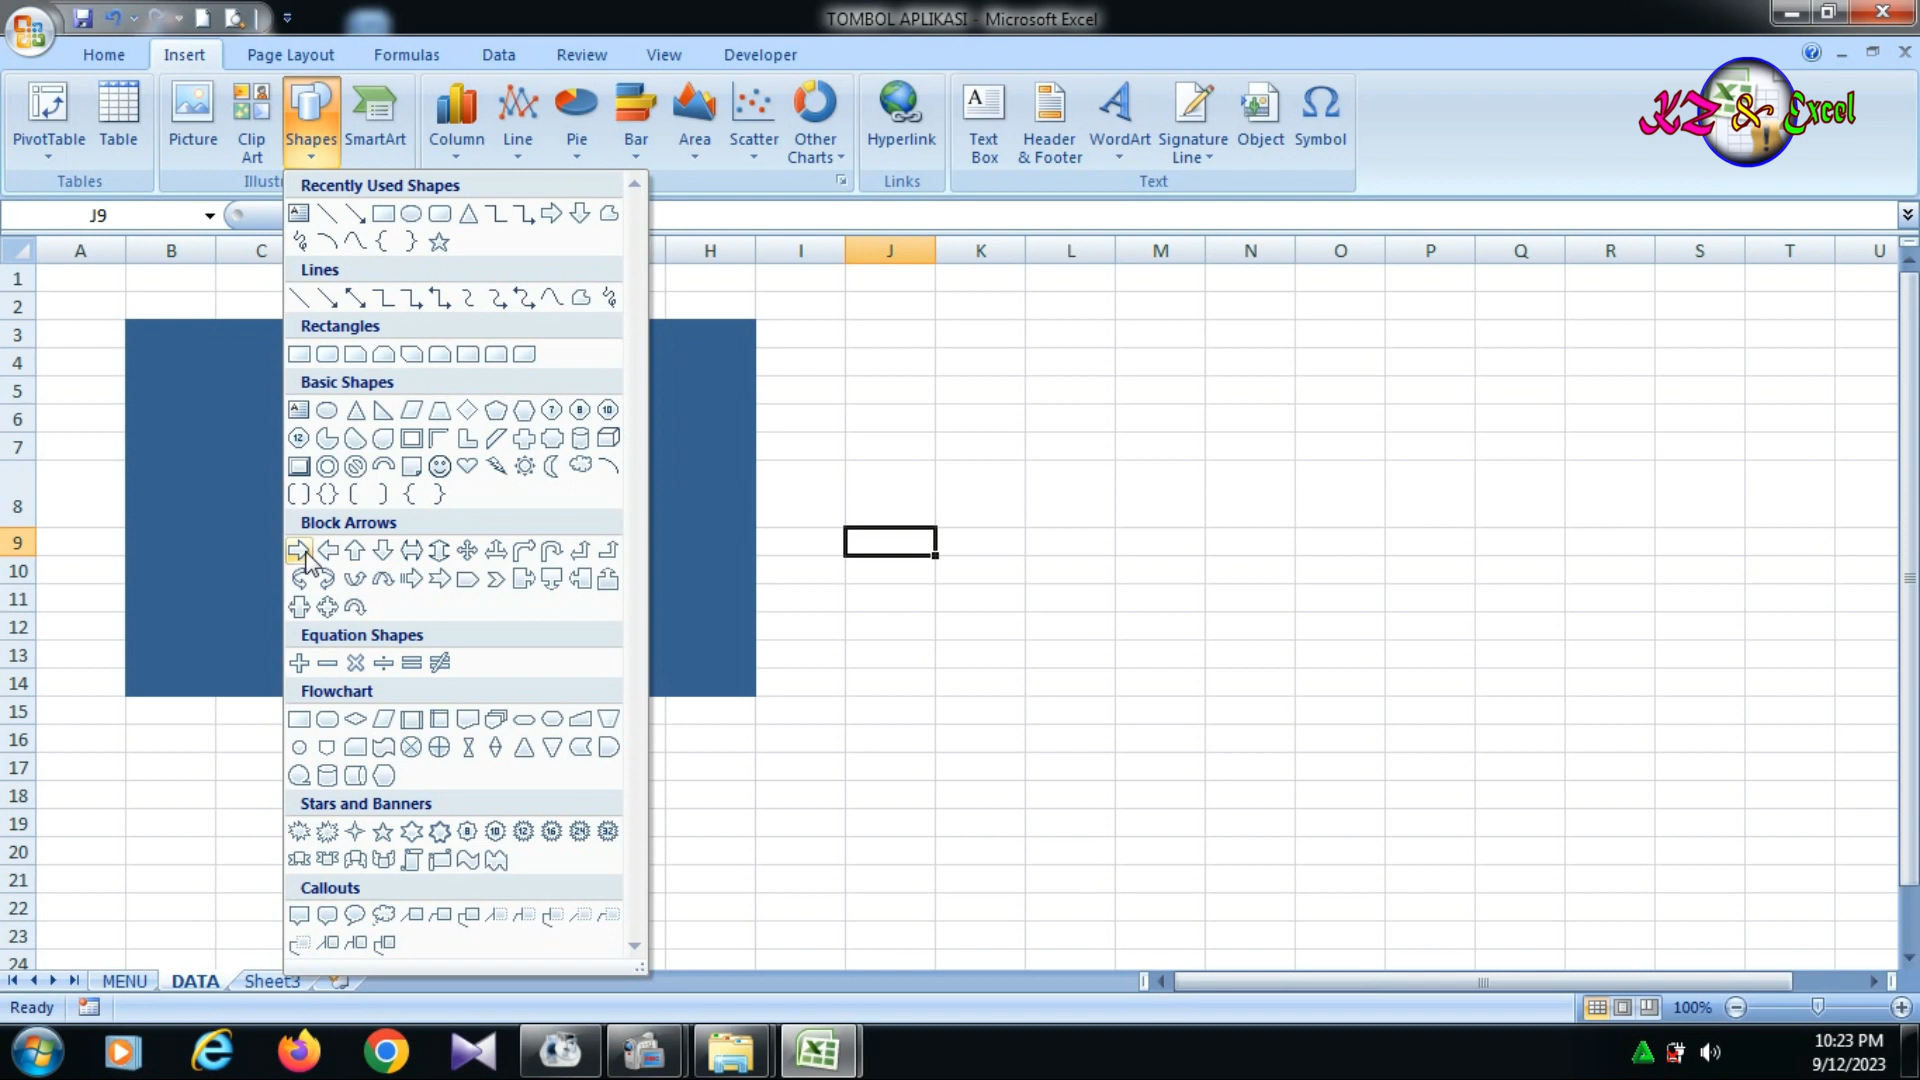 TOMBOL APLIKASI - Microsoft Excel
Home Insert Page Layout Formulas Data Review View Developer
PivotTable Table Picture Clip Art Shapes SmartArt Column Line Pie Bar Area Scatter Other Charts Hyperlink Text Box Header & Footer WordArt Signature Line Object Symbol
Tables Illust Links Text
KZ & Excel
J9
Recently Used Shapes
A B C H I J K L M N O P Q R S T U
Lines
Rectangles
Basic Shapes
Block Arrows
Equation Shapes
Flowchart
Stars and Banners
Callouts
1
2
3
4
5
6
7
8
9
10
11
12
13
14
15
16
17
18
19
20
21
22
23
24
MENU DATA Sheet3
Ready 100%
10:23 PM
9/12/2023